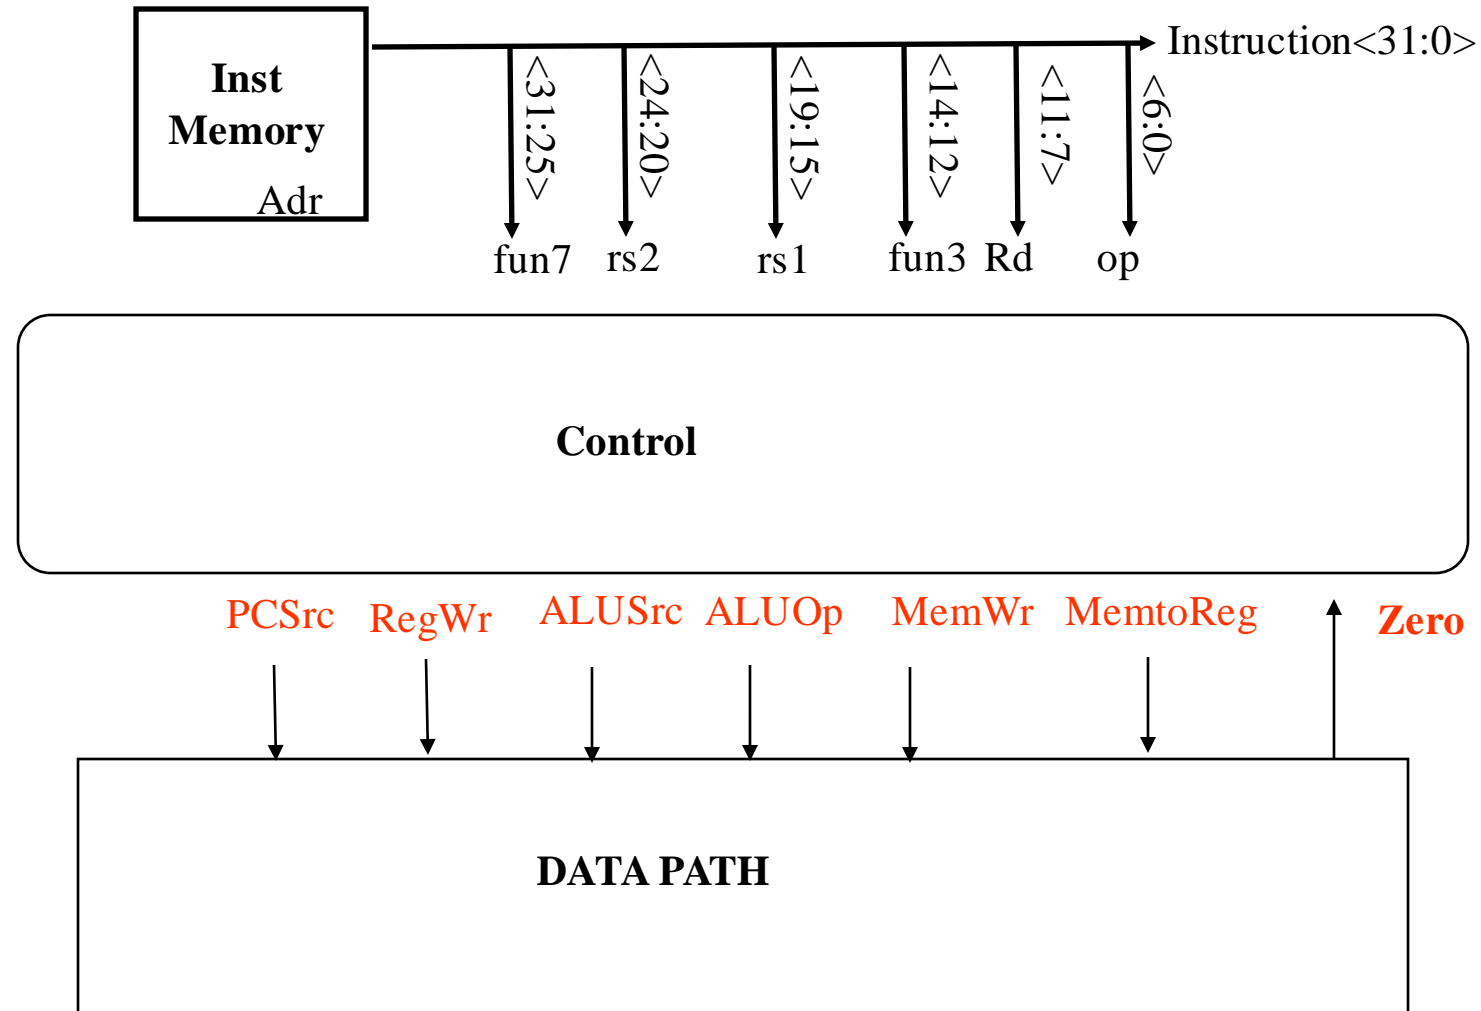 Inst
Memory
Adr
Instruction<31:0>
<31:25>
<24:20>
<19:15>
<14:12>
<11:7>
<6:0>
fun7
rs2
rs1
fun3
Rd
op
Control
PCSrc
RegWr
ALUSrc
ALUOp
MemWr
MemtoReg
Zero
DATA PATH